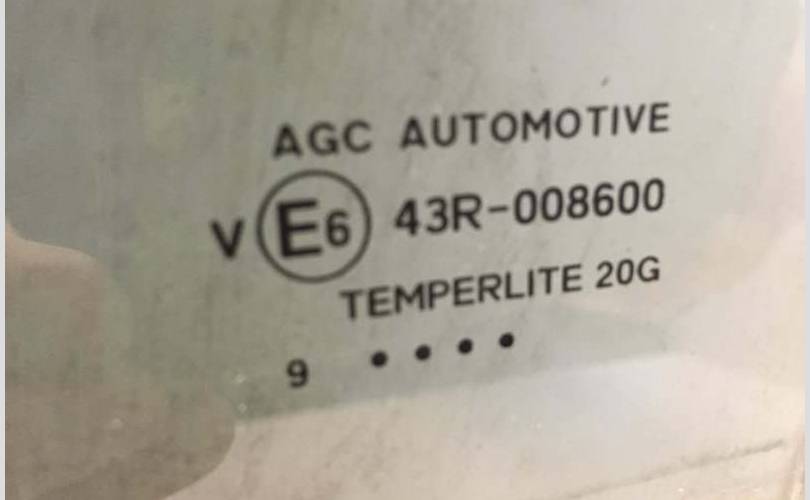 AGC AUTOMOTIVE
V E6 43R-008600
TEMPERLITE 20G
9 ••••